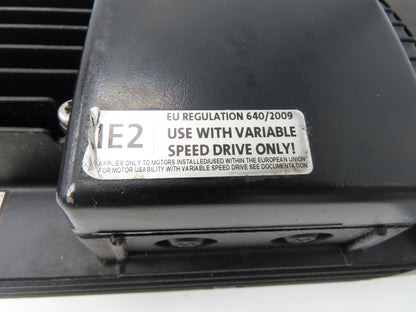 EU REGULATION 640/2009
IE2 USE WITH VARIABLE
SPEED DRIVE ONLY!
APPLIES ONLY TO MOTORS INSTALLED/USED WITHIN THE EUROPEAN UNION
FOR MOTOR USABILITY WITH VARIABLE SPEED DRIVE SEE DOCUMENTATION